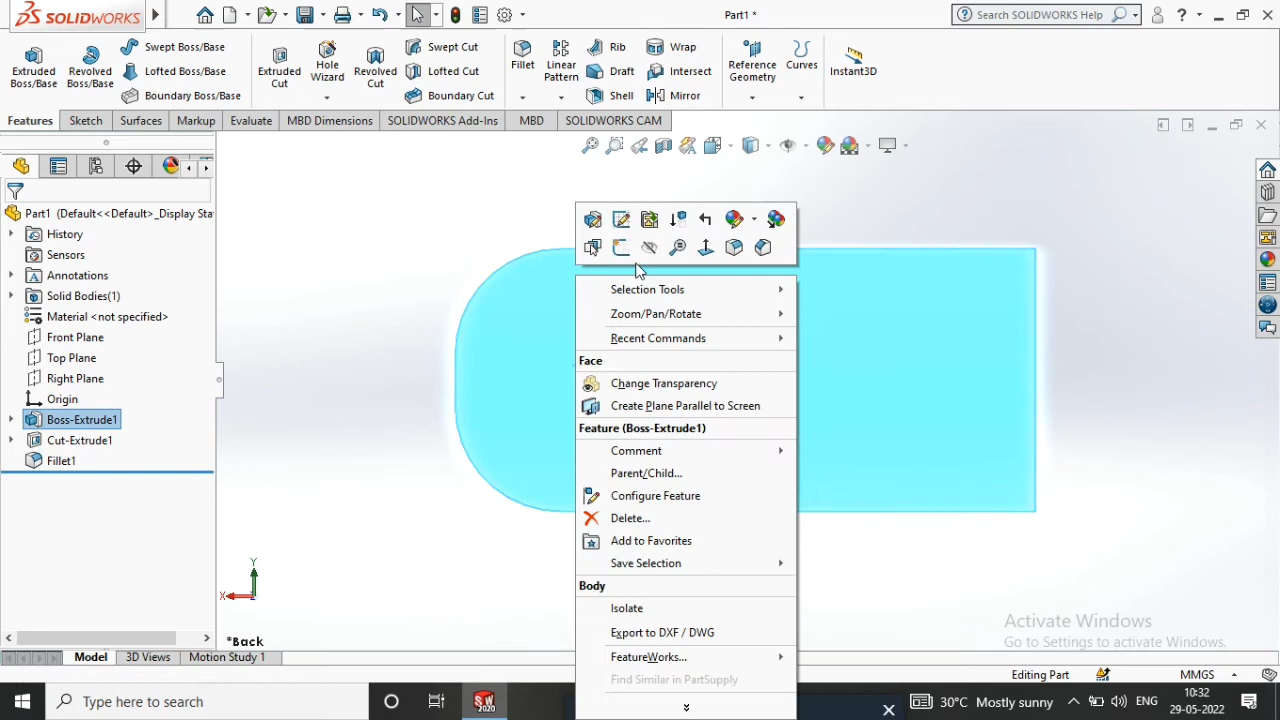 SOLIDWORKS
Part1 *
Search SOLIDWORKS Help
Extruded Boss/Base
Revolved Boss/Base
Swept Boss/Base
Lofted Boss/Base
Boundary Boss/Base
Extruded Cut
Hole Wizard
Revolved Cut
Swept Cut
Lofted Cut
Boundary Cut
Fillet
Linear Pattern
Rib
Draft
Shell
Wrap
Intersect
Mirror
Reference Geometry
Curves
Instant3D
Features
Sketch
Surfaces
Markup
Evaluate
MBD Dimensions
SOLIDWORKS Add-Ins
MBD
SOLIDWORKS CAM
Part1 (Default<<Default>_Display Sta
History
Sensors
Annotations
Solid Bodies(1)
Material <not specified>
Front Plane
Top Plane
Right Plane
Origin
Boss-Extrude1
Cut-Extrude1
Fillet1
Selection Tools
Zoom/Pan/Rotate
Recent Commands
Face
Change Transparency
Create Plane Parallel to Screen
Feature (Boss-Extrude1)
Comment
Parent/Child...
Configure Feature
Delete...
Add to Favorites
Save Selection
Body
Isolate
Export to DXF / DWG
FeatureWorks...
Find Similar in PartSupply
Y
X
*Back
Activate Windows
Go to Settings to activate Windows.
Model
3D Views
Motion Study 1
Editing Part
MMGS
Type here to search
SW
2020
30°C Mostly sunny
ENG
10:32
29-05-2022